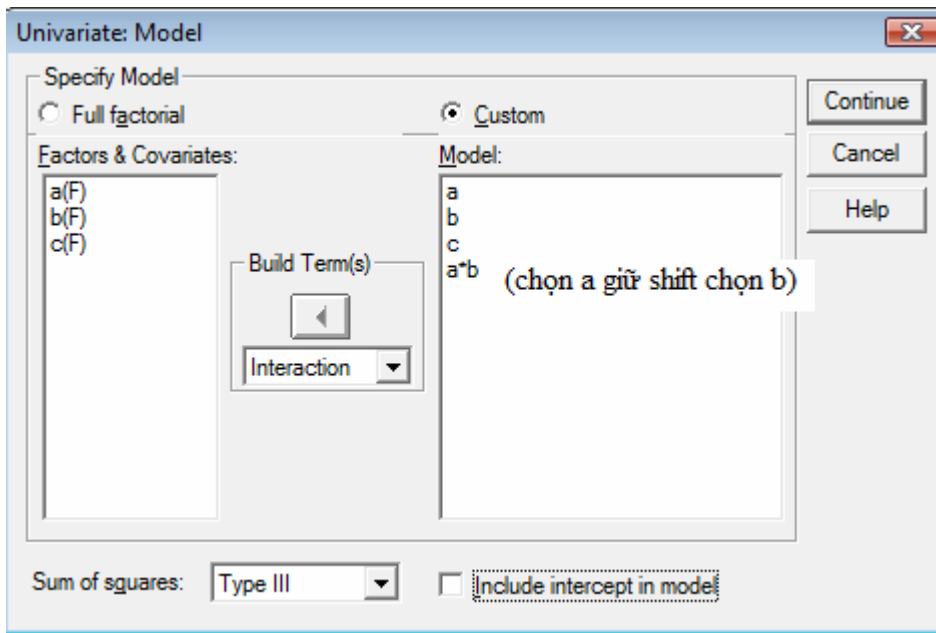 Univariate: Model
Specify Model
Full factorial
Custom
Continue
Factors & Covariates:
Model:
Cancel
a(F)
b(F)
c(F)
a
b
c
a*b
(chọn a giữ shift chọn b)
Help
Build Term(s)
Interaction
Sum of squares:
Type III
Include intercept in model